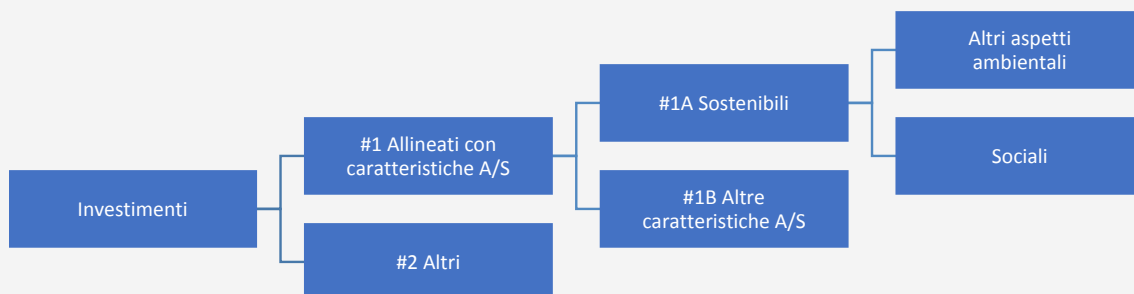 Investimenti
#1 Allineati con
caratteristiche A/S
#2 Altri
#1A Sostenibili
#1B Altre
caratteristiche A/S
Altri aspetti
ambientali
Sociali